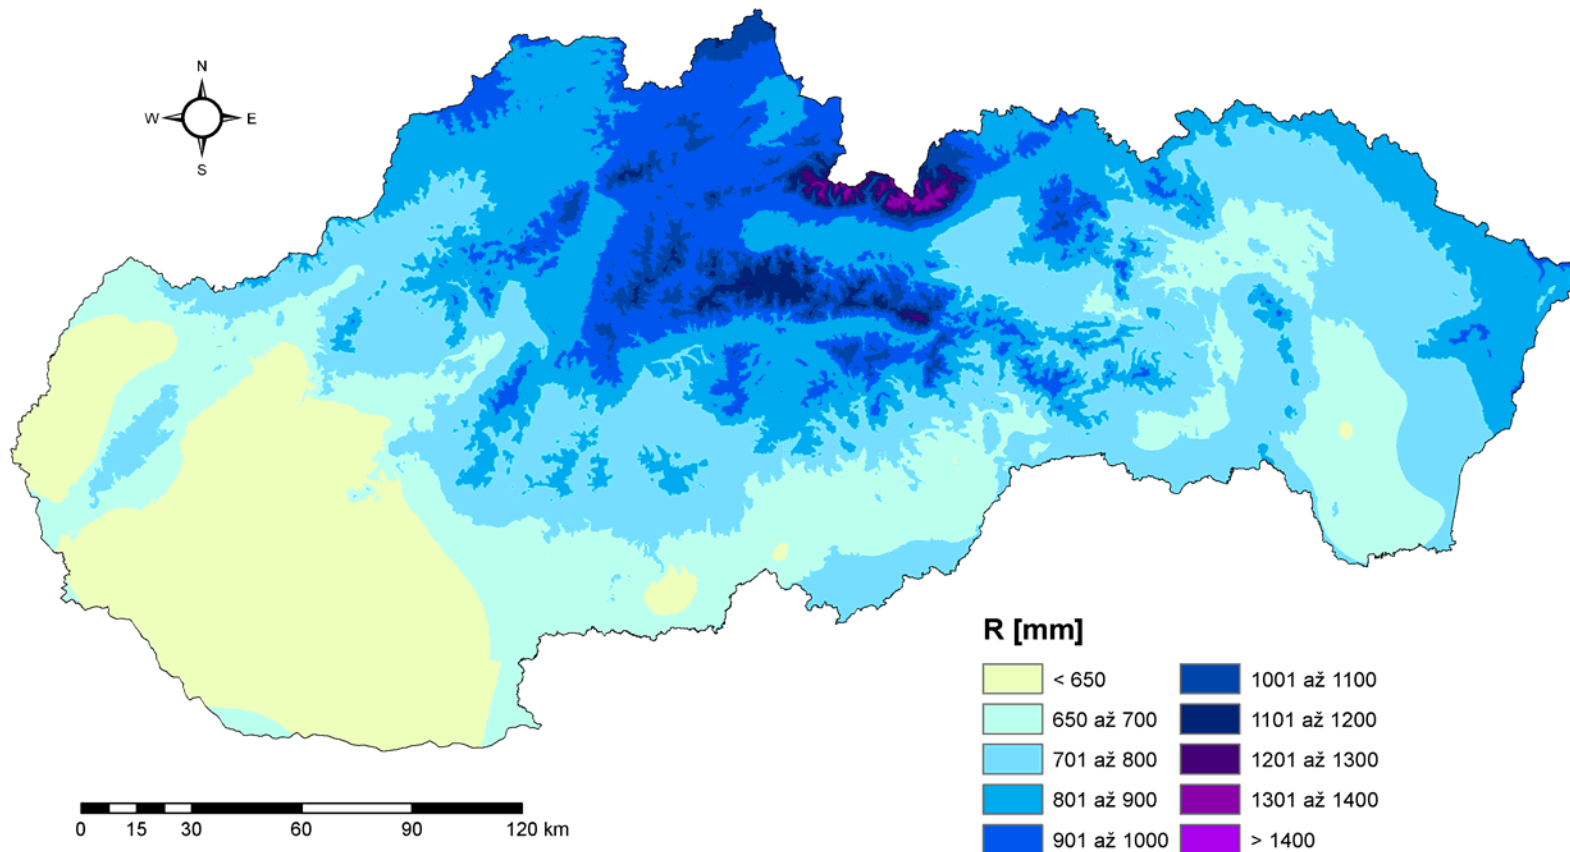 N
W E
S
R [mm]
< 650
650 až 700
701 až 800
801 až 900
901 až 1000
1001 až 1100
1101 až 1200
1201 až 1300
1301 až 1400
> 1400
0 15 30 60 90 120 km